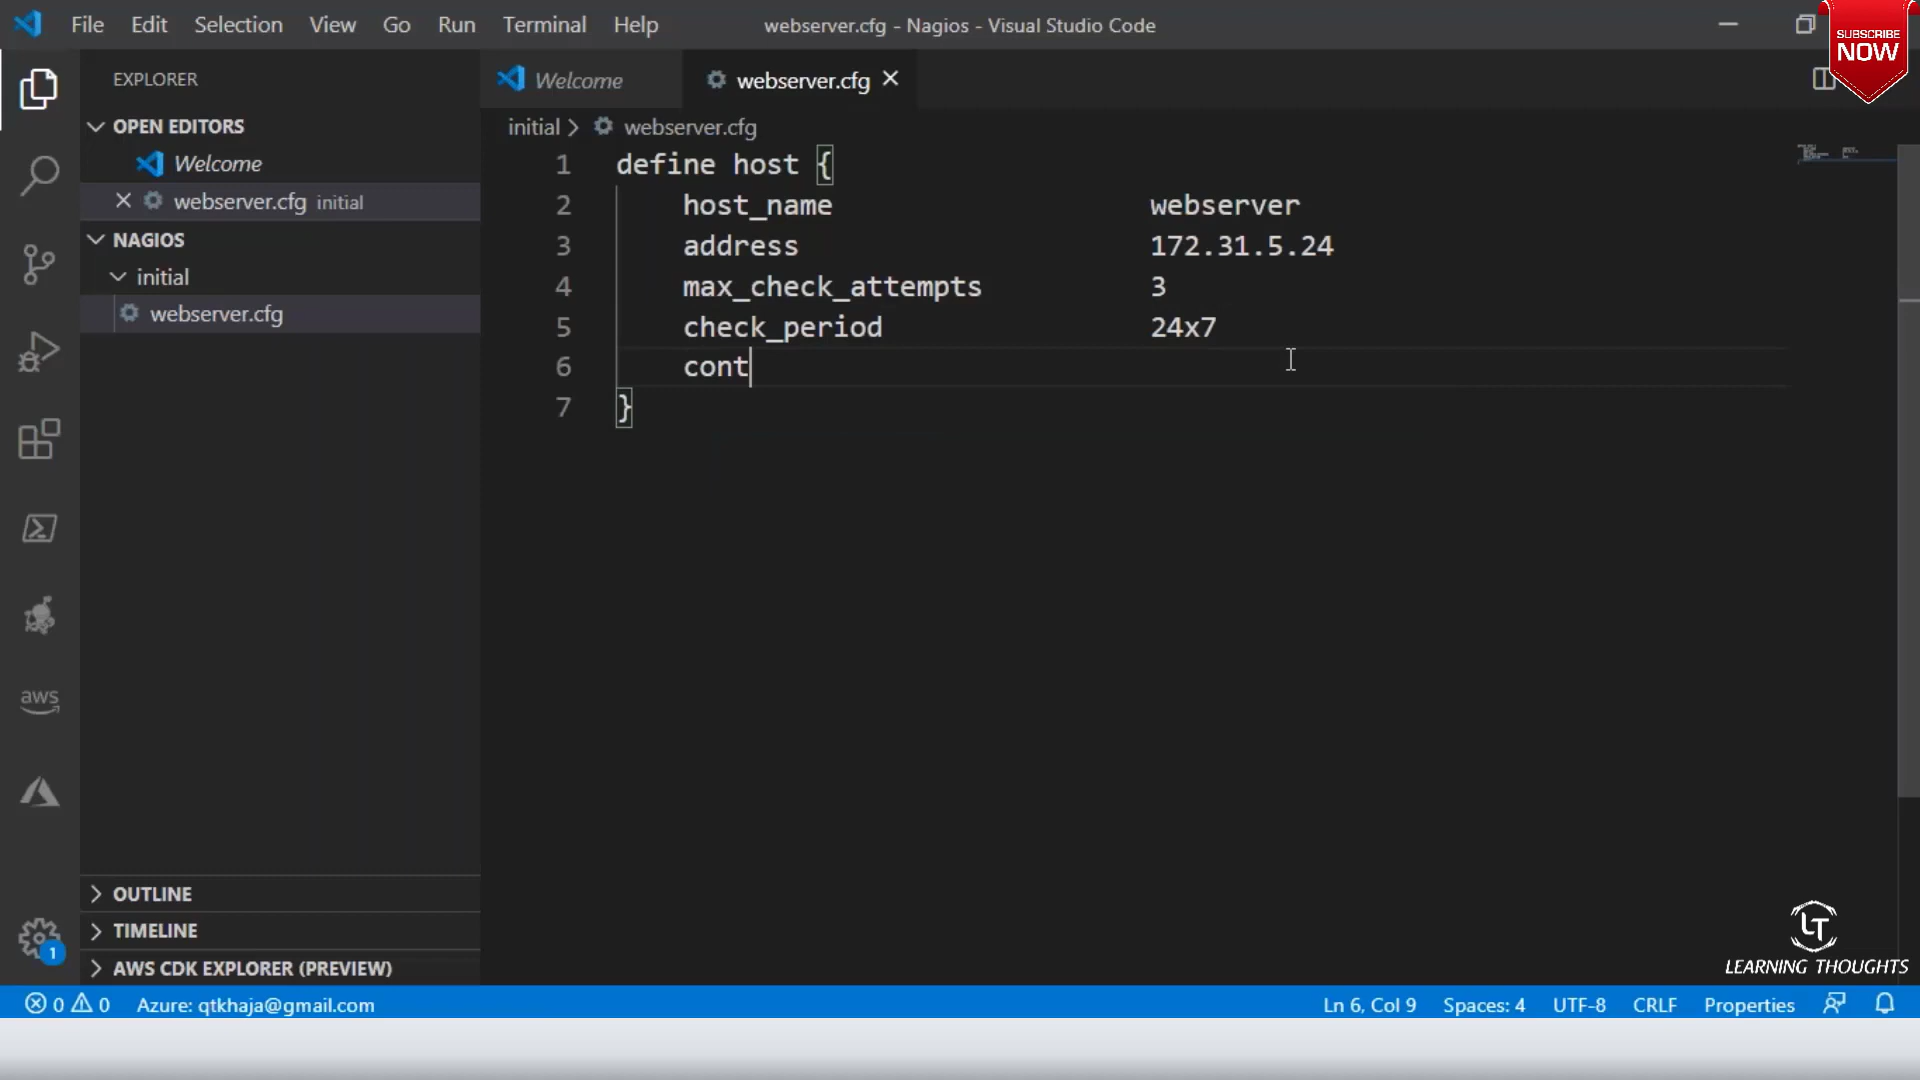 File Edit Selection View Go Run Terminal Help webserver.cfg - Nagios - Visual Studio Code
SUBSCRIBE
NOW
EXPLORER
OPEN EDITORS
Welcome
webserver.cfg initial
NAGIOS
initial
webserver.cfg
OUTLINE
TIMELINE
AWS CDK EXPLORER (PREVIEW)
aws
1
Welcome webserver.cfg
initial > webserver.cfg
1 define host {
2 host_name webserver
3 address 172.31.5.24
4 max_check_attempts 3
5 check_period 24x7
6 cont
7 }
LT
LEARNING THOUGHTS
0 0 Azure: qtkhaja@gmail.com Ln 6, Col 9 Spaces: 4 UTF-8 CRLF Properties